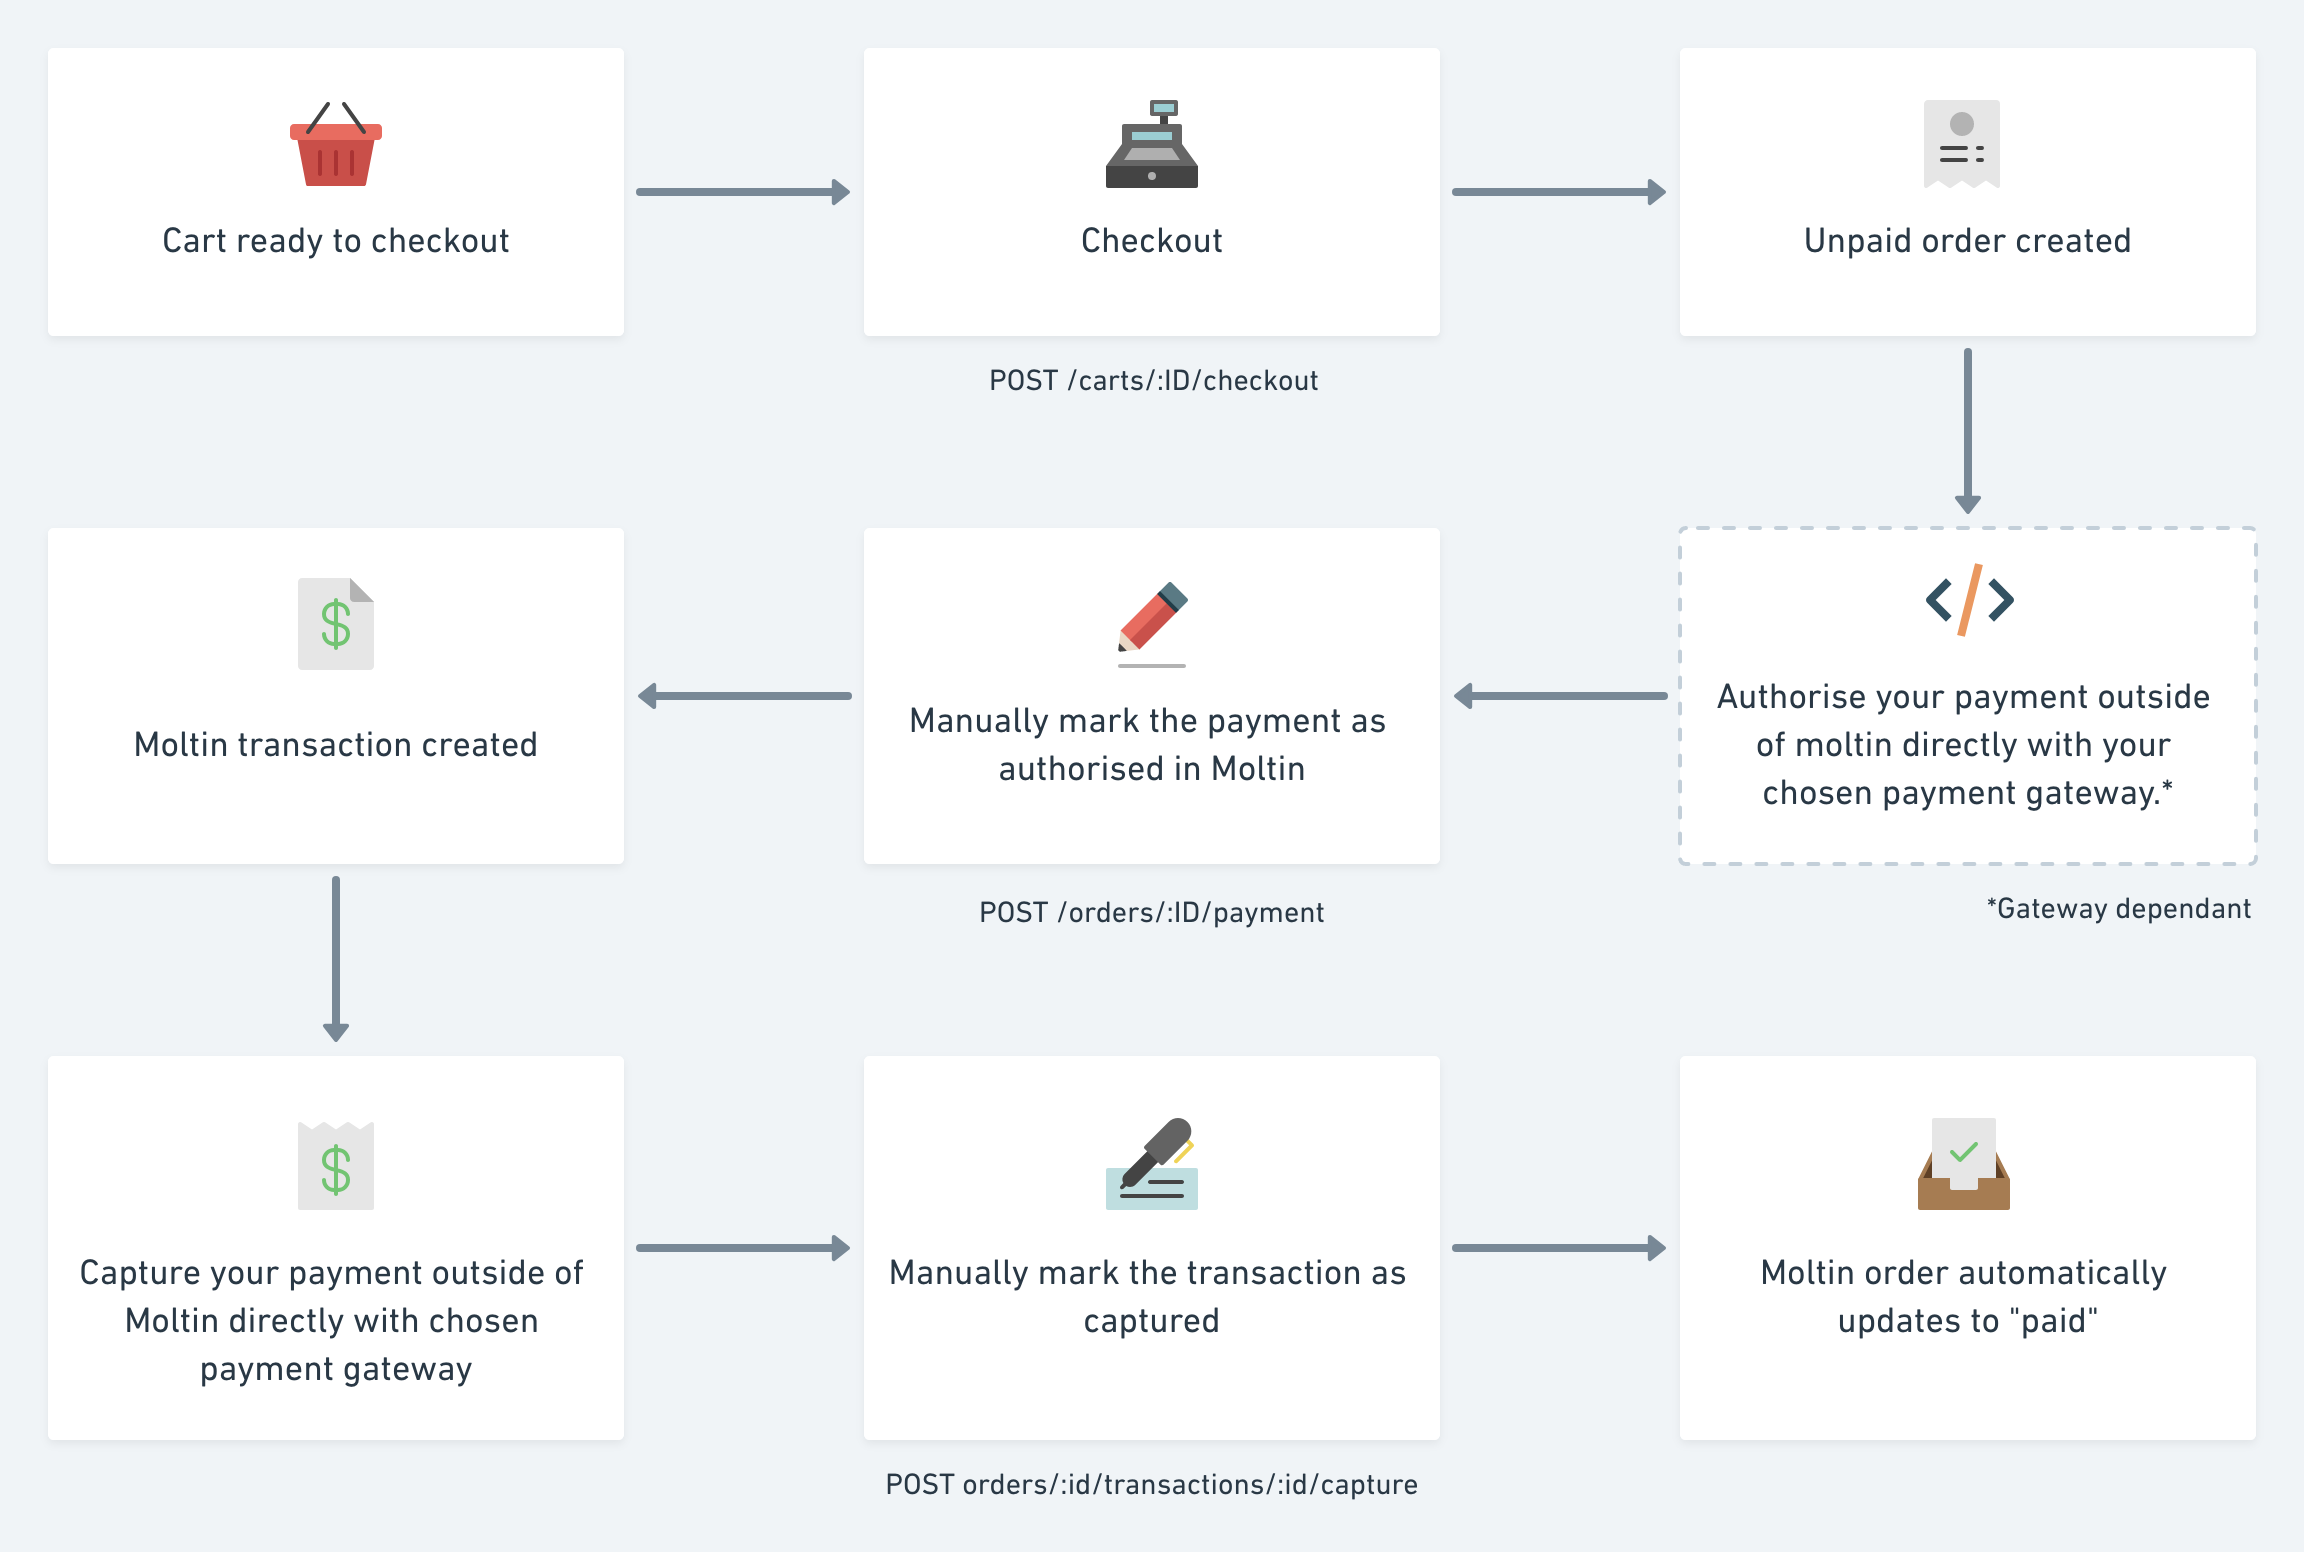 Cart ready to checkout
Checkout
Unpaid order created
POST /carts/:ID/checkout
Authorise your payment outside
of moltin directly with your
chosen payment gateway.*
*Gateway dependant
Manually mark the payment as
authorised in Moltin
POST /orders/:ID/payment
$
Moltin transaction created
$
Capture your payment outside of
Moltin directly with chosen
payment gateway
Manually mark the transaction as
captured
POST orders/:id/transactions/:id/capture
Moltin order automatically
updates to "paid"